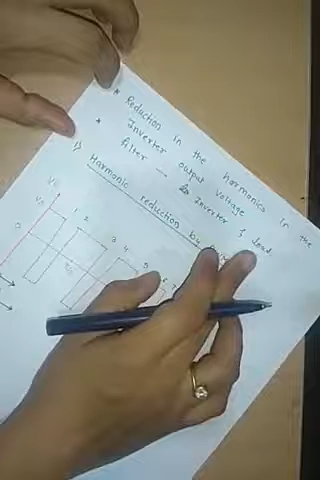 * Reduction in the harmonics in the
Inverter output voltage
* filter — Inverter & load.
1) Harmonic reduction by
V₀
0
1 2
3 4
5